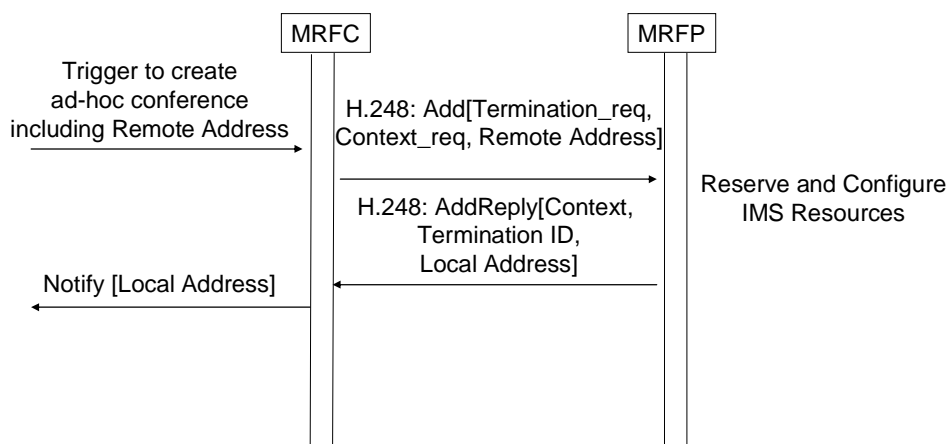 MRFC
MRFP
Trigger to create
ad-hoc conference
including Remote Address
H.248: Add[Termination_req,
Context_req, Remote Address]
Reserve and Configure
IMS Resources
H.248: AddReply[Context,
Termination ID,
Local Address]
Notify [Local Address]